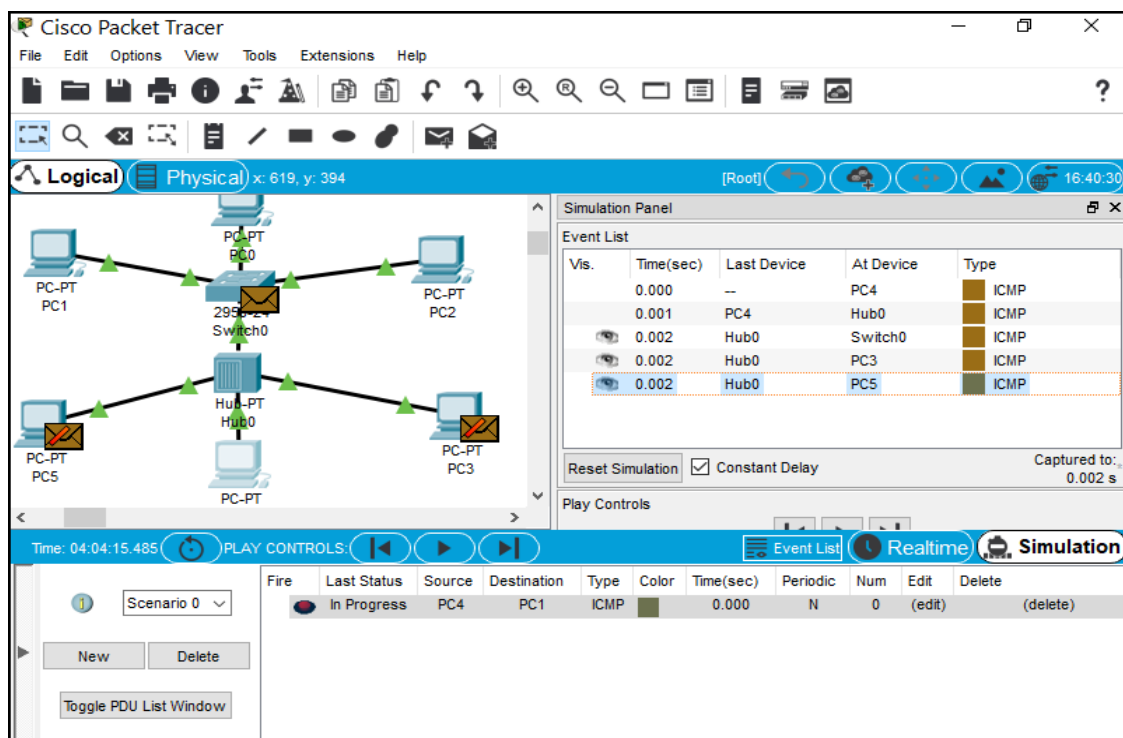 Cisco Packet Tracer
File Edit Options View Tools Extensions Help
R
?
Logical Physical x: 619, y: 394 [Root] 16:40:30
PC-PT
PC0
PC-PT
PC1
PC-PT
PC2
Switch0
Hub-PT
Hub0
PC-PT
PC5
PC-PT
PC3
PC-PT
Simulation Panel
Event List
Vis. Time(sec) Last Device At Device Type
0.000 -- PC4 ICMP
0.001 PC4 Hub0 ICMP
0.002 Hub0 Switch0 ICMP
0.002 Hub0 PC3 ICMP
0.002 Hub0 PC5 ICMP
Reset Simulation Constant Delay Captured to:
0.002 s
Play Controls
Time: 04:04:15.485 PLAY CONTROLS: Event List Realtime Simulation
Fire Last Status Source Destination Type Color Time(sec) Periodic Num Edit Delete
In Progress PC4 PC1 ICMP 0.000 N 0 (edit) (delete)
Scenario 0
New Delete
Toggle PDU List Window